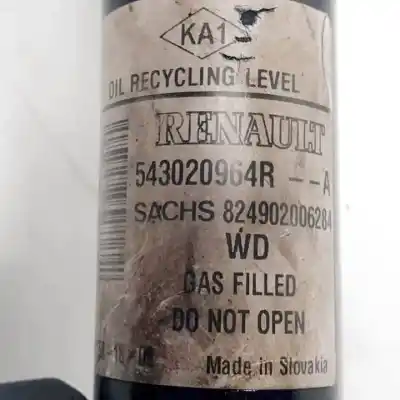 KA1
OIL RECYCLING LEVEL
RENAULT
543020964R --A
SACHS 824902006284
WD
GAS FILLED
DO NOT OPEN
Made in Slovakia